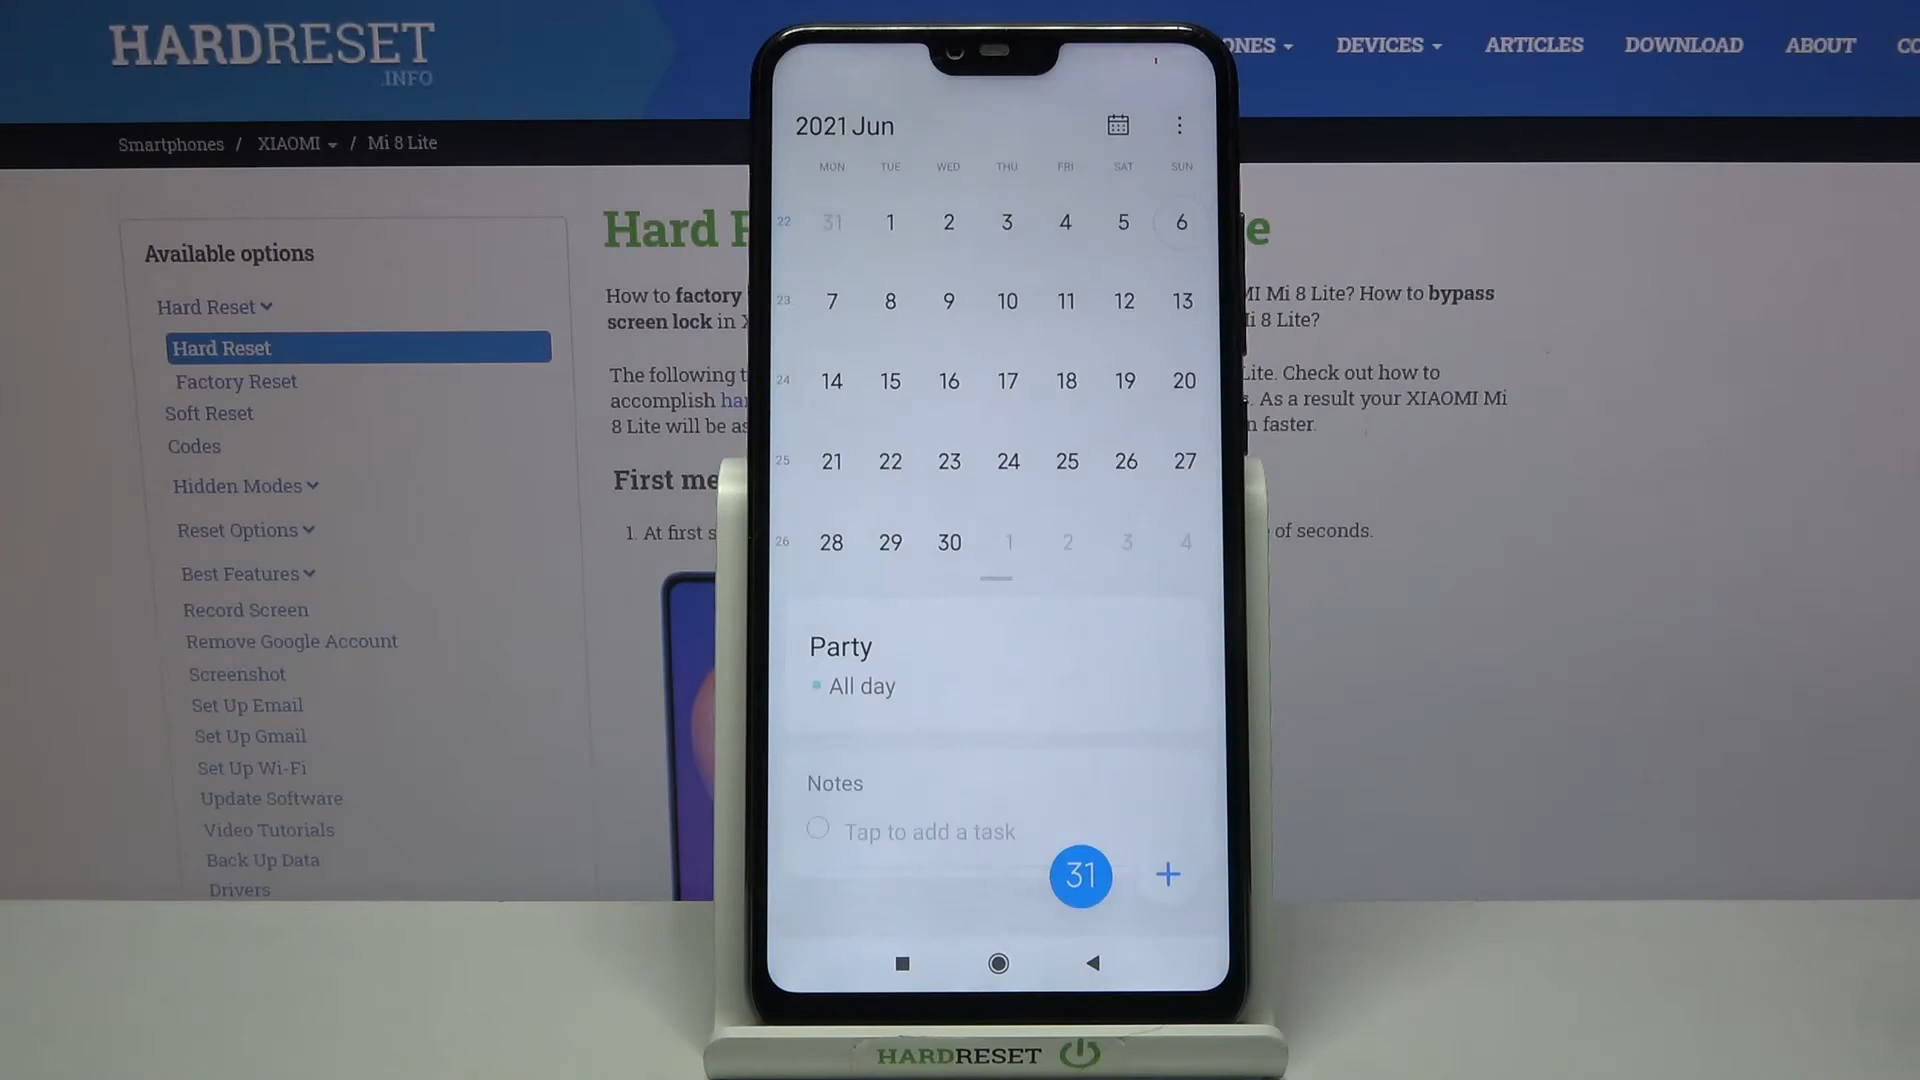 HARDRESET
.INFO
ONES
DEVICES
ARTICLES
DOWNLOAD
ABOUT
Smartphones / XIAOMI / Mi 8 Lite
Available options
Hard Reset
Hard Reset
Factory Reset
Soft Reset
Codes
Hidden Modes
Reset Options
Best Features
Record Screen
Remove Google Account
Screenshot
Set Up Email
Set Up Gmail
Set Up Wi-Fi
Update Software
Video Tutorials
Back Up Data
Drivers
Hard
How to factory
screen lock in
The following
accomplish
8 Lite will be
First
1. At first
Mi 8 Lite? How to bypass
8 Lite?
Lite. Check out how to
. As a result your XIAOMI Mi
faster.
of seconds.
2021 Jun
MON TUE WED THU FRI SAT SUN
22 31 1 2 3 4 5 6
23 7 8 9 10 11 12 13
24 14 15 16 17 18 19 20
25 21 22 23 24 25 26 27
26 28 29 30 1 2 3 4
Party
All day
Notes
Tap to add a task
31 +
HARDRESET